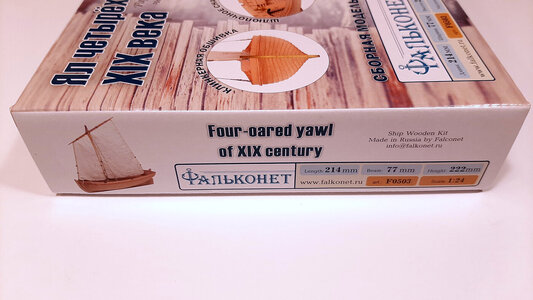 Ял четырёх
XIX века
КЛИНКЕРНАЯ ОБШИВКА
СБОРНАЯ МОДЕЛЬ
ФАЛЬКОНЕТ
Four-oared yawl
of XIX century
Ship Wooden Kit
Made in Russia by Falconet
info@falkonet.ru
ФАЛЬКОНЕТ
Length: 214 mm
Beam: 77 mm
Height: 222 mm
www.falkonet.ru
art. F0505
Scale 1:24